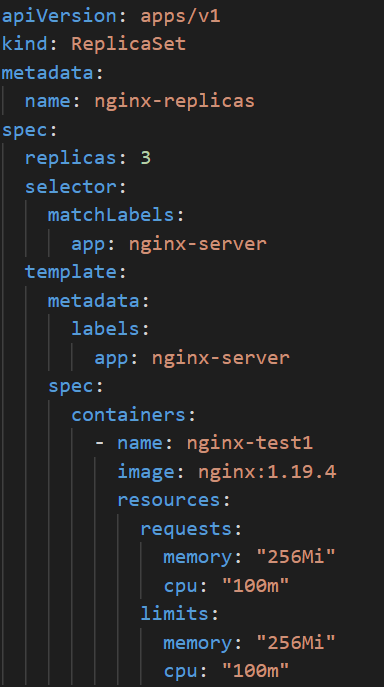 apiVersion: apps/v1
kind: ReplicaSet
metadata:
  name: nginx-replicas
spec:
  replicas: 3
  selector:
    matchLabels:
      app: nginx-server
  template:
    metadata:
      labels:
        app: nginx-server
    spec:
      containers:
        - name: nginx-test1
          image: nginx:1.19.4
          resources:
            requests:
              memory: "256Mi"
              cpu: "100m"
            limits:
              memory: "256Mi"
              cpu: "100m"